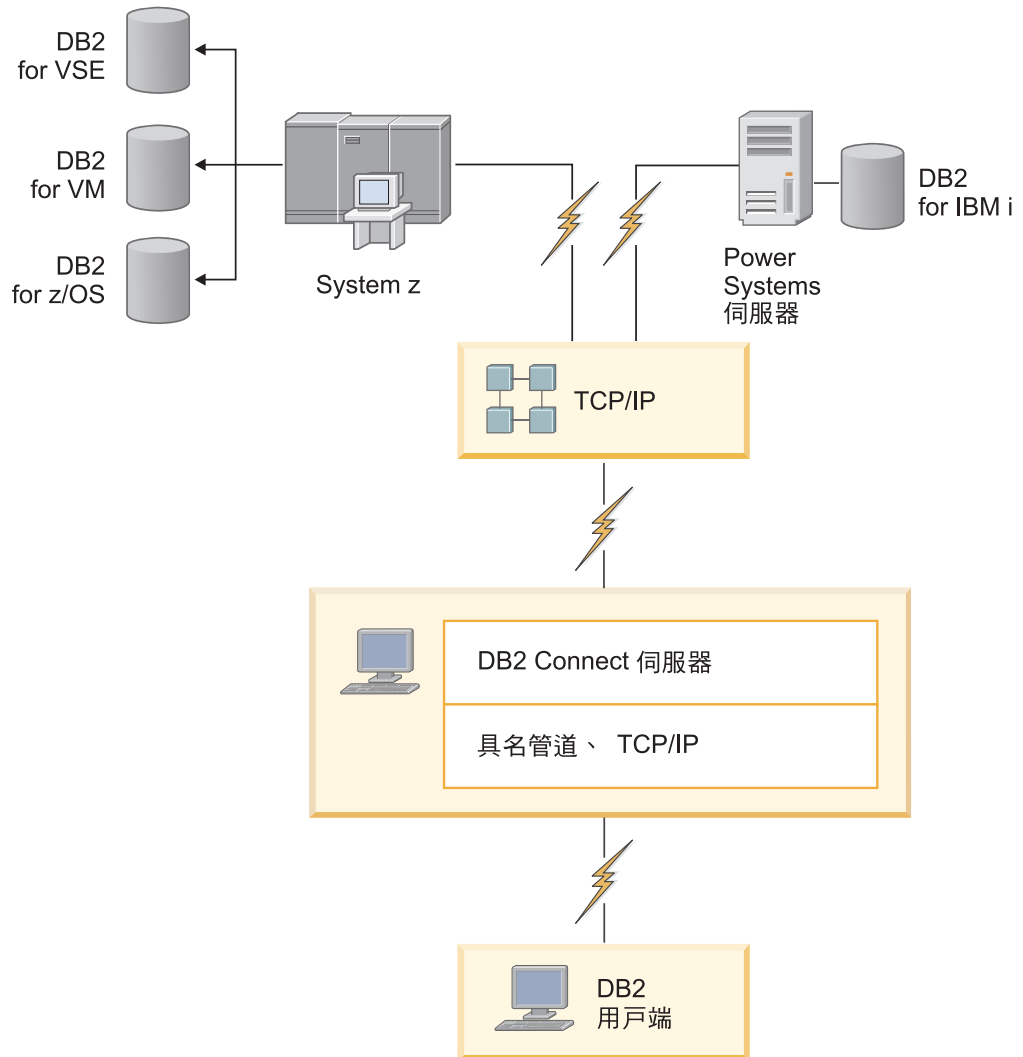 DB2
for VSE
DB2
for VM
DB2
for z/OS
System z
Power
Systems
伺服器
DB2
for IBM i
TCP/IP
DB2 Connect 伺服器
具名管道、 TCP/IP
DB2
用戶端